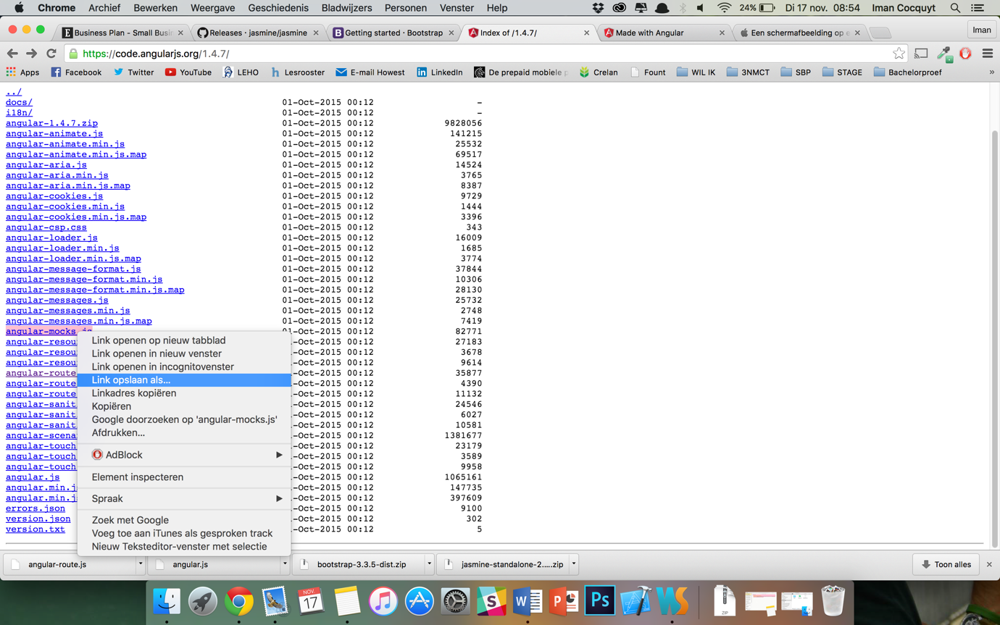 Chrome Archief Bewerken Weergave Geschiedenis Bladwijzers Personen Venster Help 24% Di 17 nov. 08:54 Iman Cocquyt
Business Plan - Small Busin Releases · jasmine/jasmine Getting started · Bootstrap Index of /1.4.7/ Made with Angular Een schermafbeelding op e Iman
https://code.angularjs.org/1.4.7/
Apps Facebook Twitter YouTube LEHO Lesrooster E-mail Howest LinkedIn De prepaid mobiele p Crelan Fount WIL IK 3NMCT SBP STAGE Bachelorproef »
../
docs/ 01-Oct-2015 00:12 -
i18n/ 01-Oct-2015 00:12 -
angular-1.4.7.zip 01-Oct-2015 00:12 9828056
angular-animate.js 01-Oct-2015 00:12 141215
angular-animate.min.js 01-Oct-2015 00:12 25532
angular-animate.min.js.map 01-Oct-2015 00:12 69517
angular-aria.js 01-Oct-2015 00:12 14524
angular-aria.min.js 01-Oct-2015 00:12 3765
angular-aria.min.js.map 01-Oct-2015 00:12 8387
angular-cookies.js 01-Oct-2015 00:12 9729
angular-cookies.min.js 01-Oct-2015 00:12 1444
angular-cookies.min.js.map 01-Oct-2015 00:12 3396
angular-csp.css 01-Oct-2015 00:12 343
angular-loader.js 01-Oct-2015 00:12 16009
angular-loader.min.js 01-Oct-2015 00:12 1685
angular-loader.min.js.map 01-Oct-2015 00:12 3774
angular-message-format.js 01-Oct-2015 00:12 37844
angular-message-format.min.js 01-Oct-2015 00:12 10306
angular-message-format.min.js.map 01-Oct-2015 00:12 28130
angular-messages.js 01-Oct-2015 00:12 25732
angular-messages.min.js 01-Oct-2015 00:12 2748
angular-messages.min.js.map 01-Oct-2015 00:12 7419
angular-mocks.js 01-Oct-2015 00:12 82771
angular-resou -Oct-2015 00:12 27183
angular-resou -Oct-2015 00:12 3678
angular-resou -Oct-2015 00:12 9614
angular-route -Oct-2015 00:12 35877
angular-route -Oct-2015 00:12 4390
angular-route -Oct-2015 00:12 11132
angular-sanit -Oct-2015 00:12 24546
angular-sanit -Oct-2015 00:12 6027
angular-sanit -Oct-2015 00:12 10581
angular-scena -Oct-2015 00:12 1381677
angular-touch -Oct-2015 00:12 23179
angular-touch -Oct-2015 00:12 3589
angular-touch -Oct-2015 00:12 9958
angular.js -Oct-2015 00:12 1065161
angular.min.j -Oct-2015 00:12 147735
angular.min.j -Oct-2015 00:12 397609
errors.json -Oct-2015 00:12 9100
version.json -Oct-2015 00:12 302
version.txt -Oct-2015 00:12 5
Link openen op nieuw tabblad
Link openen in nieuw venster
Link openen in incognitovenster
Link opslaan als...
Linkadres kopiëren
Kopiëren
Google doorzoeken op 'angular-mocks.js'
Afdrukken...
AdBlock
Element inspecteren
Spraak
Zoek met Google
Voeg toe aan iTunes als gesproken track
Nieuw Teksteditor-venster met selectie
angular-route.js angular.js bootstrap-3.3.5-dist.zip jasmine-standalone-2.....zip Toon alles
NOV
17
S W P Ps WS
ZIP